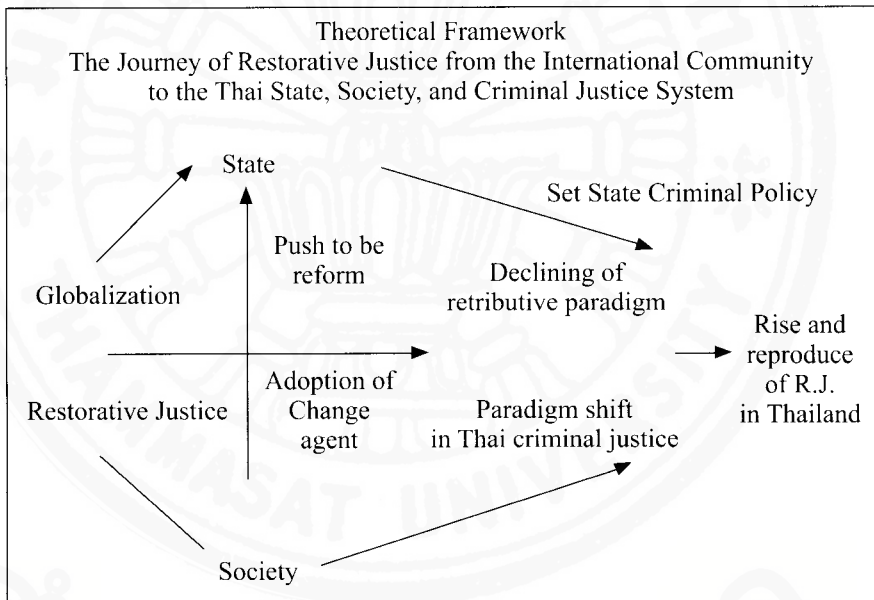 Theoretical Framework
The Journey of Restorative Justice from the International Community
to the Thai State, Society, and Criminal Justice System
State
Set State Criminal Policy
Push to be
reform
Globalization
Declining of
retributive paradigm
Rise and
reproduce
of R.J.
in Thailand
Restorative Justice
Adoption of
Change
agent
Paradigm shift
in Thai criminal justice
Society
THAMMASAT UNIVERSITY